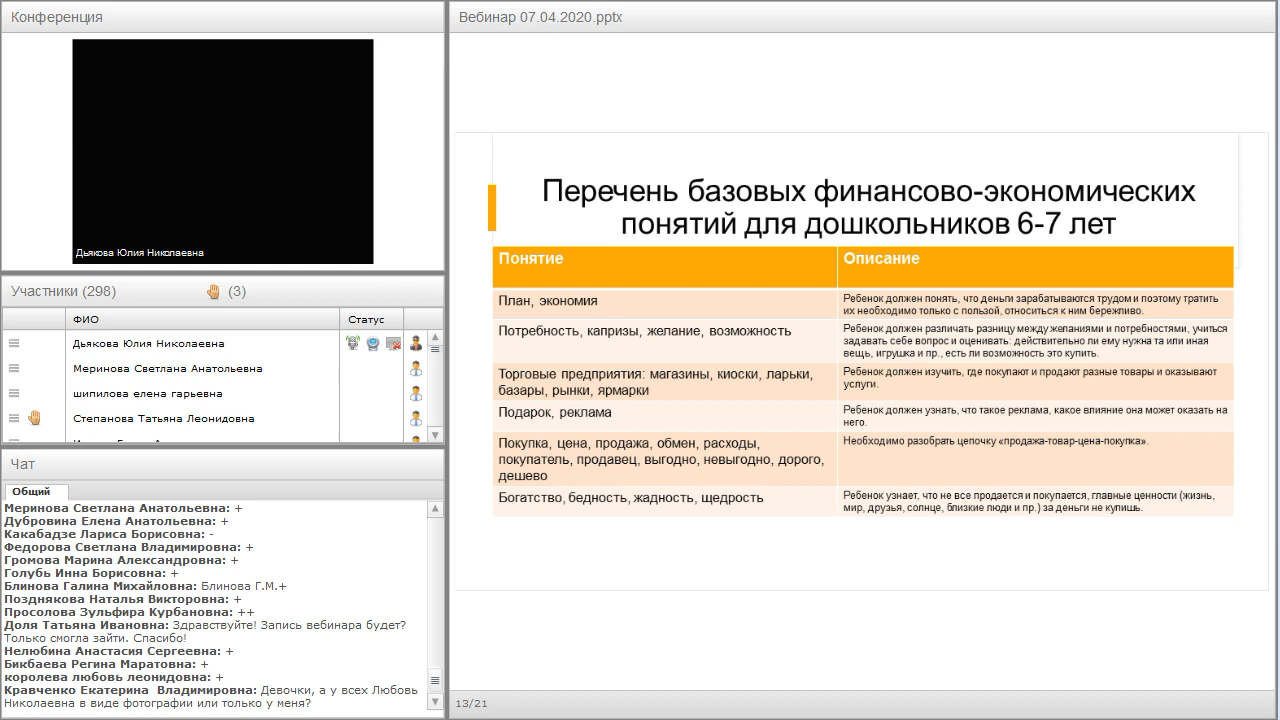 Конференция
Дьякова Юлия Николаевна
Участники (298)
(3)
ФИО
Статус
Дьякова Юлия Николаевна
Меринова Светлана Анатольевна
шипилова елена гарьевна
Степанова Татьяна Леонидовна
Чат
Общий
Меринова Светлана Анатольевна: +
Дубровина Елена Анатольевна: +
Какабадзе Лариса Борисовна: -
Федорова Светлана Владимировна: +
Громова Марина Александровна: +
Голубь Инна Борисовна: +
Блинова Галина Михайловна: Блинова Г.М.+
Позднякова Наталья Викторовна: +
Просолова Зульфира Курбановна: ++
Доля Татьяна Ивановна: Здравствуйте! Запись вебинара будет?
Только смогла зайти. Спасибо!
Нелюбина Анастасия Сергеевна: +
Бикбаева Регина Маратовна: +
королева любовь леонидовна: +
Кравченко Екатерина Владимировна: Девочки, а у всех Любовь
Николаевна в виде фотографии или только у меня?
Вебинар 07.04.2020.pptx
Перечень базовых финансово-экономических
понятий для дошкольников 6-7 лет
Понятие
Описание
План, экономия
Ребенок должен понять, что деньги зарабатываются трудом и поэтому тратить
их необходимо только с пользой, относиться к ним бережливо.
Потребность, капризы, желание, возможность
Ребенок должен различать разницу между желаниями и потребностями, учиться
задавать себе вопрос и оценивать: действительно ли ему нужна та или иная
вещь, игрушка и пр., есть ли возможность это купить.
Торговые предприятия: магазины, киоски, ларьки,
базары, рынки, ярмарки
Ребенок должен изучить, где покупают и продают разные товары и оказывают
услуги.
Подарок, реклама
Ребенок должен узнать, что такое реклама, какое влияние она может оказать на
него.
Покупка, цена, продажа, обмен, расходы,
покупатель, продавец, выгодно, невыгодно, дорого,
дешево
Необходимо разобрать цепочку «продажа-товар-цена-покупка».
Богатство, бедность, жадность, щедрость
Ребенок узнает, что не все продается и покупается, главные ценности (жизнь,
мир, друзья, солнце, близкие люди и пр.) за деньги не купишь.
13/21